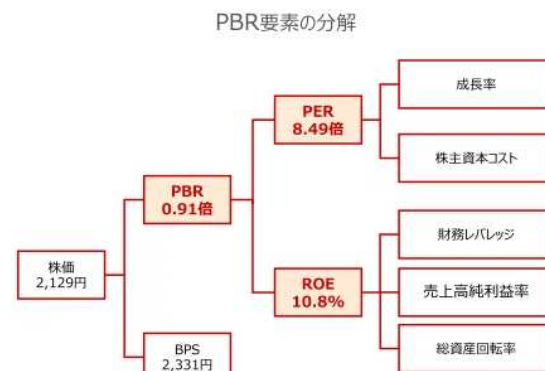 PBR要素の分解
株価
2,129円
PBR
0.91倍
BPS
2,331円
PER
8.49倍
ROE
10.8%
成長率
株主資本コスト
財務レバレッジ
売上高純利益率
総資産回転率